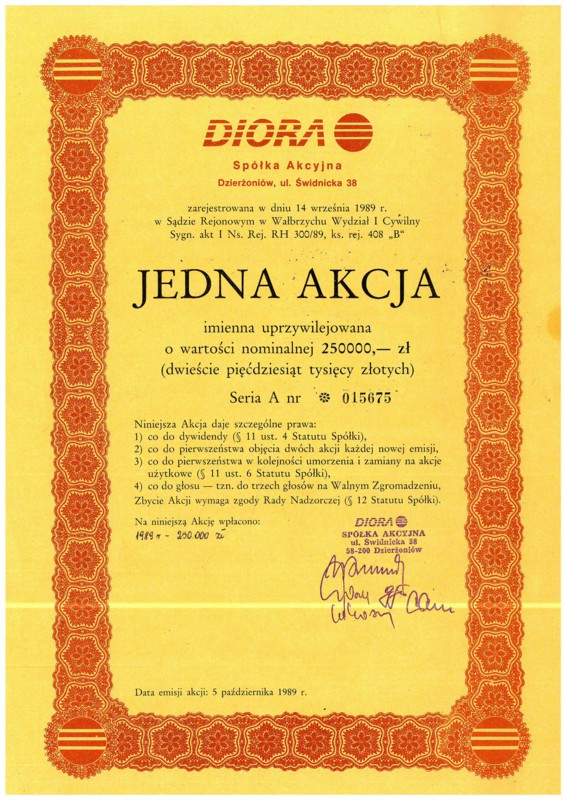 DIORA
Spółka Akcyjna
Dzierżoniów, ul. Świdnicka 38
zarejestrowana w dniu 14 września 1989 r.
w Sądzie Rejonowym w Wałbrzychu Wydział I Cywilny
Sygn. akt I Ns. Rej. RH 300/89, ks. rej. 408 „B"
JEDNA AKCJA
imienna uprzywilejowana
o wartości nominalnej 250000,— zł
(dwieście pięćdziesiąt tysięcy złotych)
Seria A nr ❊ 015675
Niniejsza Akcja daje szczególne prawa:
1) co do dywidendy (§ 11 ust. 4 Statutu Spółki),
2) co do pierwszeństwa objęcia dwóch akcji każdej nowej emisji,
3) co do pierwszeństwa w kolejności umorzenia i zamiany na akcje
użytkowe (§ 11 ust. 6 Statutu Spółki),
4) co do głosu — tzn. do trzech głosów na Walnym Zgromadzeniu,
Zbycie Akcji wymaga zgody Rady Nadzorczej (§ 12 Statutu Spółki).
Na niniejszą Akcję wpłacono:
1989 r - 250.000 zł
DIORA
SPÓŁKA AKCYJNA
ul. Świdnicka 38
58-200 Dzierżoniów
Data emisji akcji: 5 października 1989 r.